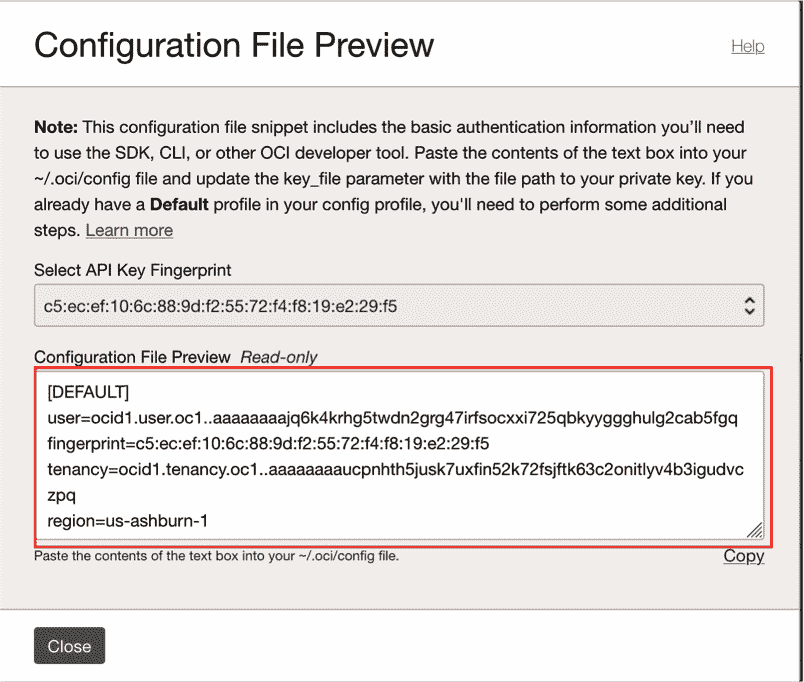 Configuration File Preview
Help
Note: This configuration file snippet includes the basic authentication information you’ll need
to use the SDK, CLI, or other OCI developer tool. Paste the contents of the text box into your
~/.oci/config file and update the key_file parameter with the file path to your private key. If you
already have a Default profile in your config profile, you'll need to perform some additional
steps. Learn more
Select API Key Fingerprint
c5:ec:ef:10:6c:88:9d:f2:55:72:f4:f8:19:e2:29:f5
Configuration File Preview Read-only
[DEFAULT]
user=ocid1.user.oc1..aaaaaaaajq6k4krhg5twdn2grg47irfsocxxi725qbkyyggghulg2cab5fgq
fingerprint=c5:ec:ef:10:6c:88:9d:f2:55:72:f4:f8:19:e2:29:f5
tenancy=ocid1.tenancy.oc1..aaaaaaaaucpnhth5jusk7uxfin52k72fsjftk63c2onitlyv4b3igudvc
zpq
region=us-ashburn-1
Paste the contents of the text box into your ~/.oci/config file.
Copy
Close